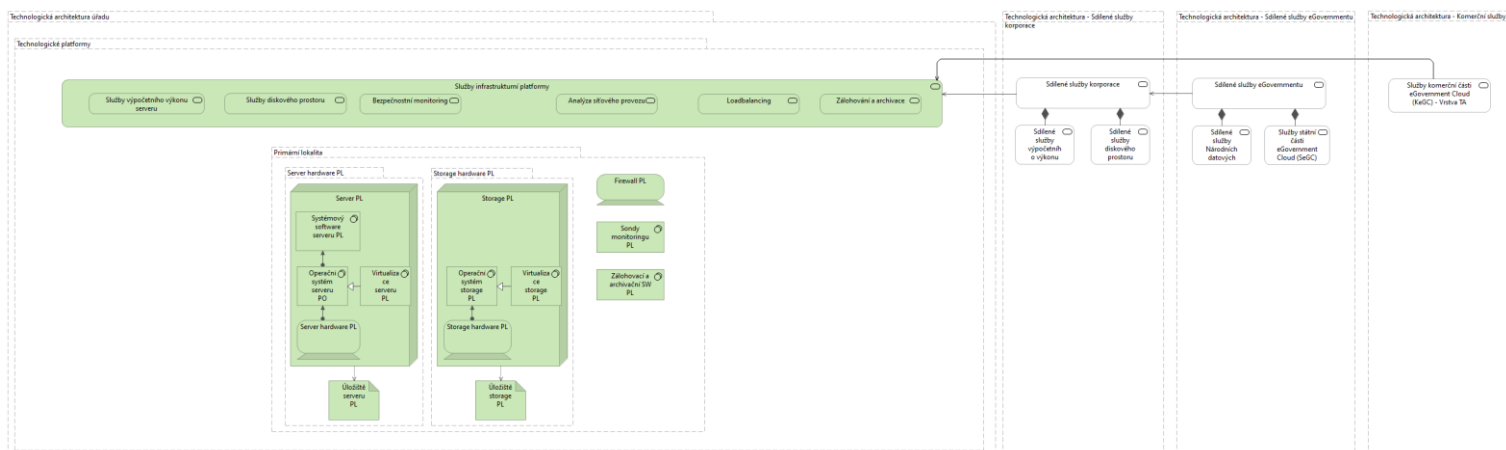 Technologická architektura úřadu
Technologická architektura - Sdílené služby
korporace
Technologická architektura - Sdílené služby eGovernmentu
Technologická architektura - Komerční služby
Technologické platformy
Služby infrastrukturní platformy
Služby výpočetního výkonu
serveru
Služby diskového prostoru
Bezpečnostní monitoring
Analýza síťového provozu
Loadbalancing
Zálohování a archivace
Sdílené služby korporace
Sdílené
služby
výpočetníh
o výkonu
Sdílené
služby
diskového
prostoru
Sdílené služby eGovernmentu
Sdílené
služby
Národních
datových
Služby státní
části
eGovernment
Cloud (SeGC)
Služby komerční části
eGovernment Cloud
(KeGC) - Vrstva TA
Primární lokalita
Server hardware PL
Server PL
Systémový
software
serveru PL
Operační
systém
serveru
PO
Virtualiza
ce
serveru
PL
Server hardware PL
Úložiště
serveru
PL
Storage hardware PL
Storage PL
Operační
systém
storage
PL
Virtualiza
ce
storage
PL
Storage hardware PL
Úložiště
storage
PL
Firewall PL
Sondy
monitoringu
PL
Zálohovací a
archivační SW
PL